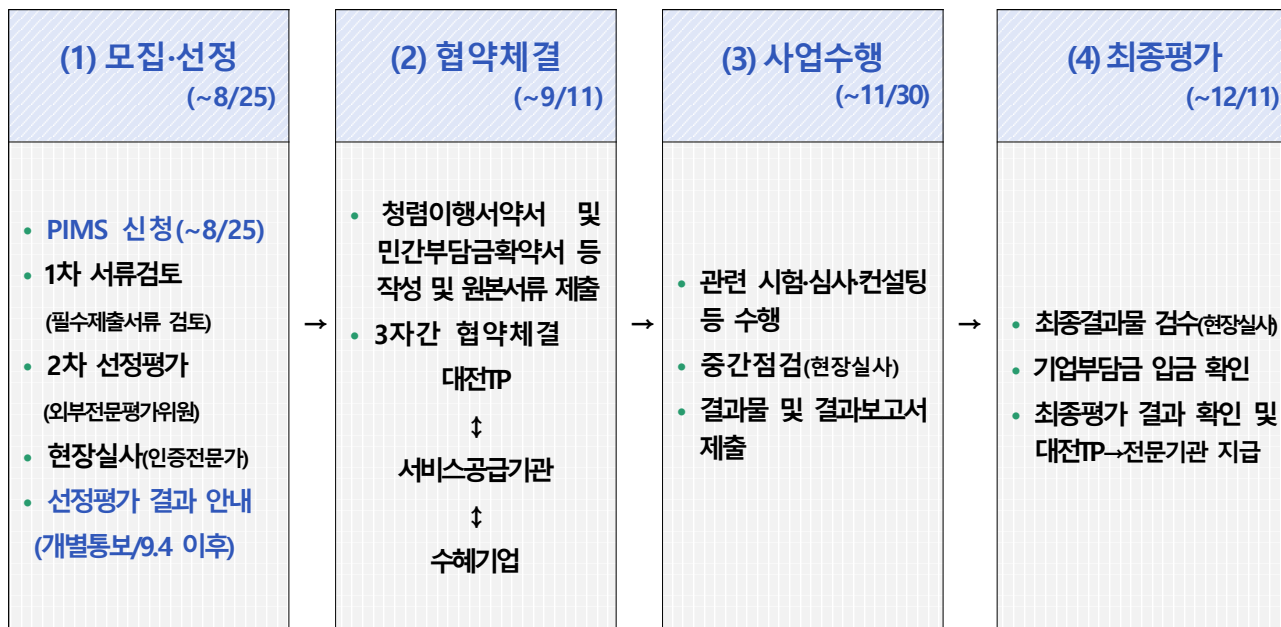 (1) 모집·선정
(~8/25)
• PIMS 신청(~8/25)
• 1차 서류검토
(필수제출서류 검토)
• 2차 선정평가
(외부전문평가위원)
• 현장실사(인증전문가)
• 선정평가 결과 안내
(개별통보/9.4 이후)
→
(2) 협약체결
(~9/11)
• 청렴이행서약서 및
민간부담금확약서 등
작성 및 원본서류 제출
• 3자간 협약체결
대전TP
↕
서비스공급기관
↕
수혜기업
→
(3) 사업수행
(~11/30)
• 관련 시험·심사·컨설팅
등 수행
• 중간점검(현장실사)
• 결과물 및 결과보고서
제출
→
(4) 최종평가
(~12/11)
• 최종결과물 검수(현장실사)
• 기업부담금 입금 확인
• 최종평가 결과 확인 및
대전TP→전문기관 지급